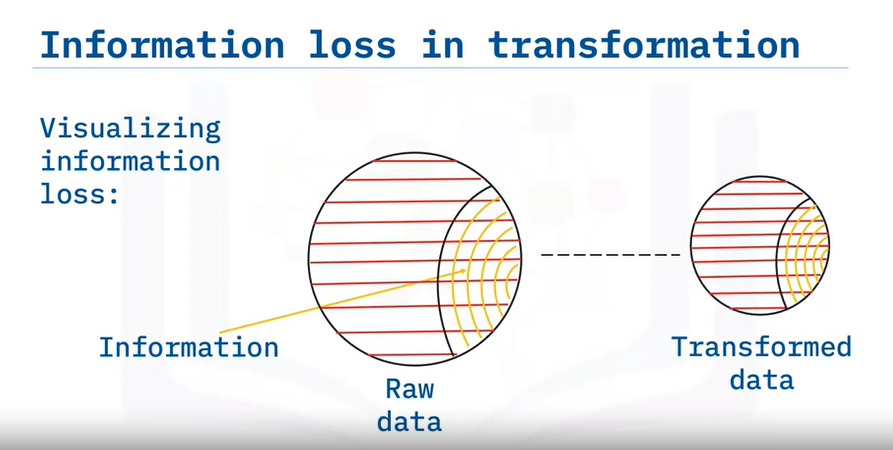 Information loss in transformation
Visualizing
information
loss:
Information
Raw
data
Transformed
data